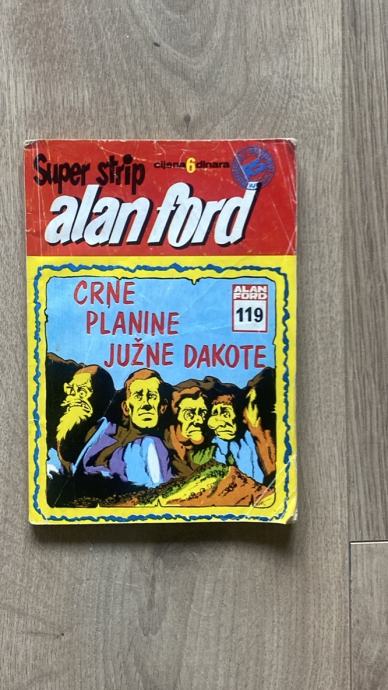 Super strip
cijena 6 dinara
alan ford
CRNE
PLANINE
JUŽNE DAKOTE
ALAN
FORD
119